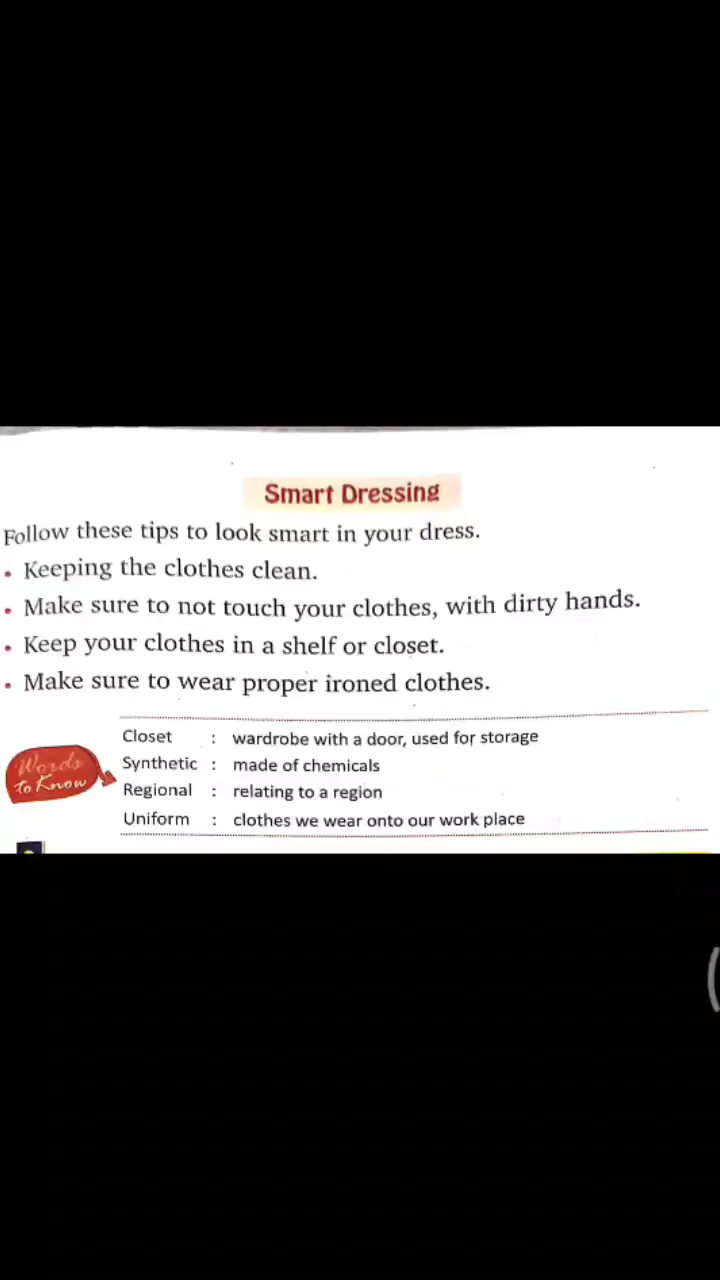 Smart Dressing
Follow these tips to look smart in your dress.
• Keeping the clothes clean.
• Make sure to not touch your clothes, with dirty hands.
• Keep your clothes in a shelf or closet.
• Make sure to wear proper ironed clothes.
Words to Know
Closet : wardrobe with a door, used for storage
Synthetic : made of chemicals
Regional : relating to a region
Uniform : clothes we wear onto our work place